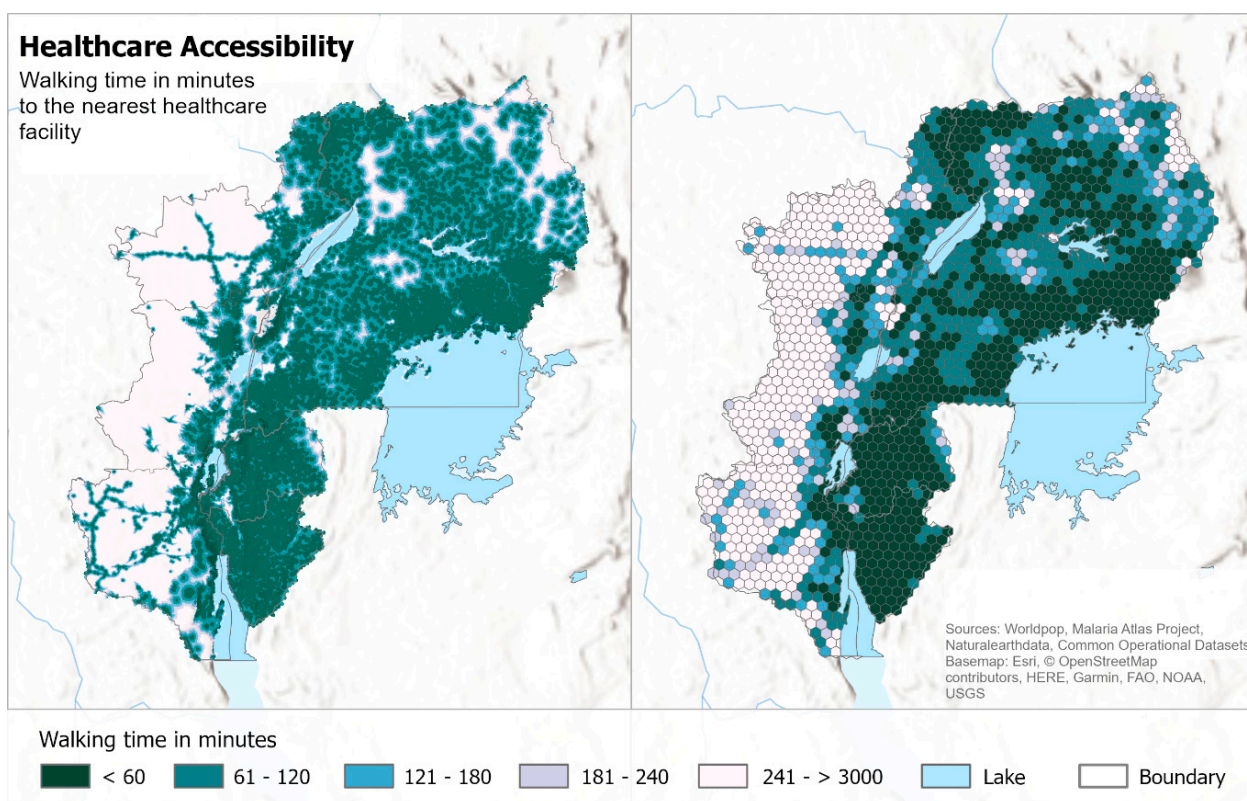 Healthcare Accessibility
Walking time in minutes
to the nearest healthcare
facility
Sources: Worldpop, Malaria Atlas Project,
Naturalearthdata, Common Operational Datasets
Basemap: Esri, © OpenStreetMap
contributors, HERE, Garmin, FAO, NOAA,
USGS
Walking time in minutes
< 60
61 - 120
121 - 180
181 - 240
241 - > 3000
Lake
Boundary